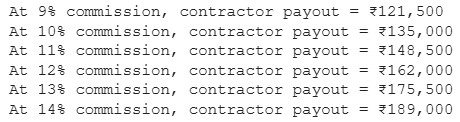 At 9% commission, contractor payout = ₹121,500
At 10% commission, contractor payout = ₹135,000
At 11% commission, contractor payout = ₹148,500
At 12% commission, contractor payout = ₹162,000
At 13% commission, contractor payout = ₹175,500
At 14% commission, contractor payout = ₹189,000